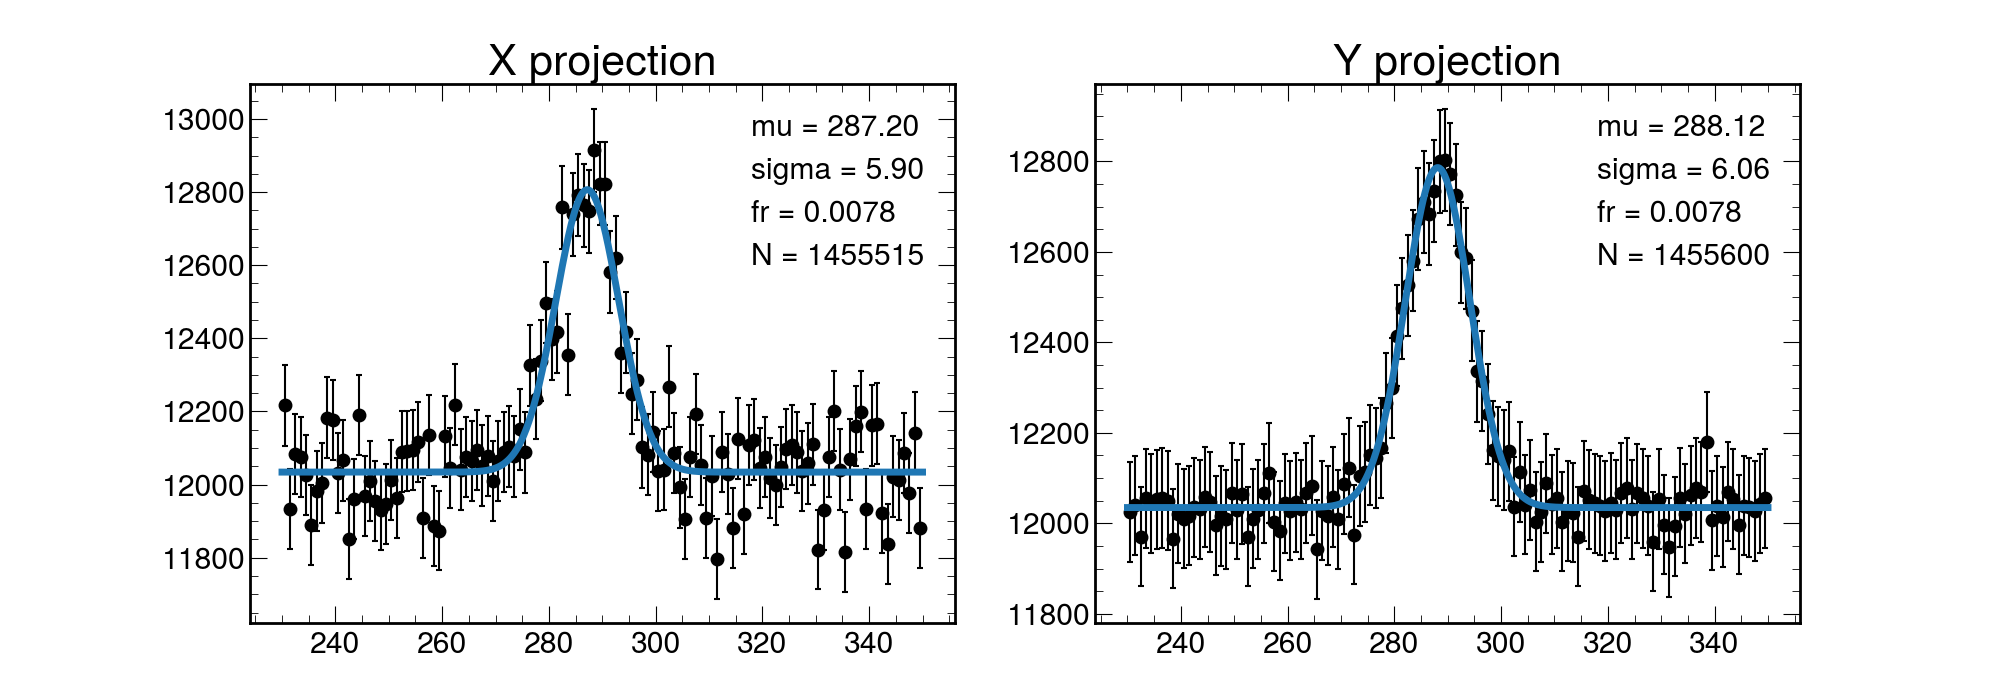 X projection
13000
12800
12600
12400
12200
12000
11800
240 260 280 300 320 340
mu = 287.20
sigma = 5.90
fr = 0.0078
N = 1455515
Y projection
12800
12600
12400
12200
12000
11800
240 260 280 300 320 340
mu = 288.12
sigma = 6.06
fr = 0.0078
N = 1455600